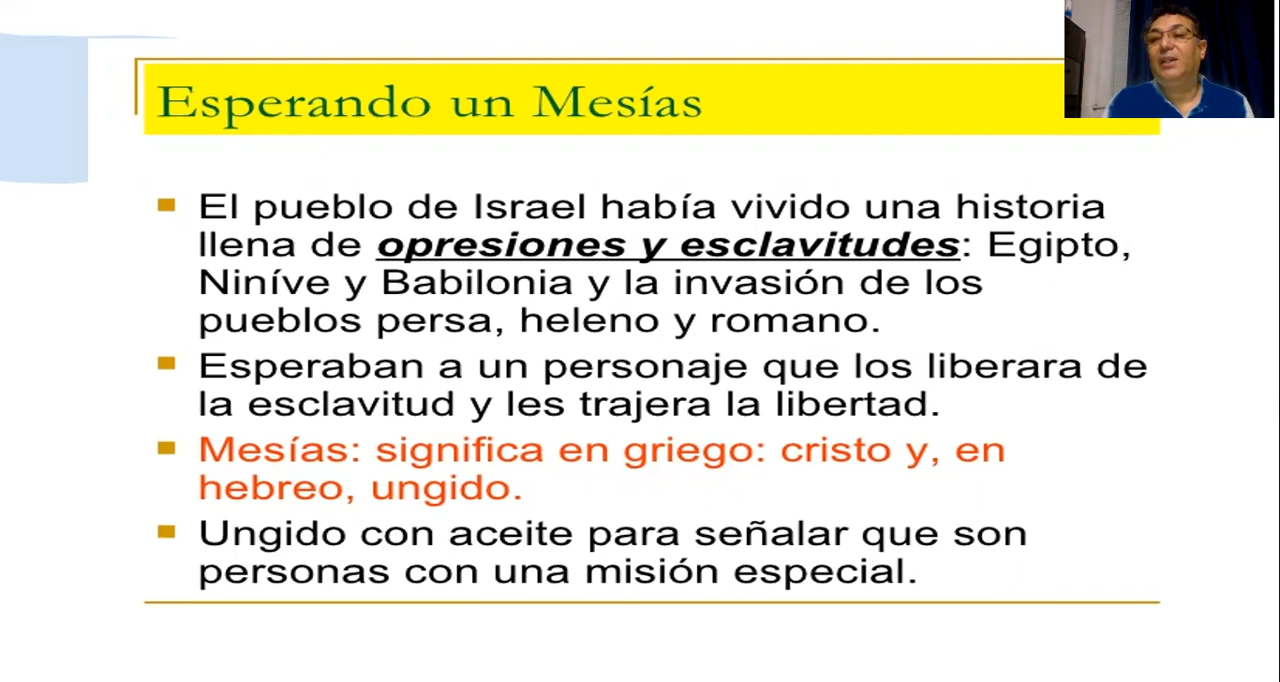 Esperando un Mesías
El pueblo de Israel había vivido una historia
llena de opresiones y esclavitudes: Egipto,
Niníve y Babilonia y la invasión de los
pueblos persa, heleno y romano.
Esperaban a un personaje que los liberara de
la esclavitud y les trajera la libertad.
Mesías: significa en griego: cristo y, en
hebreo, ungido.
Ungido con aceite para señalar que son
personas con una misión especial.